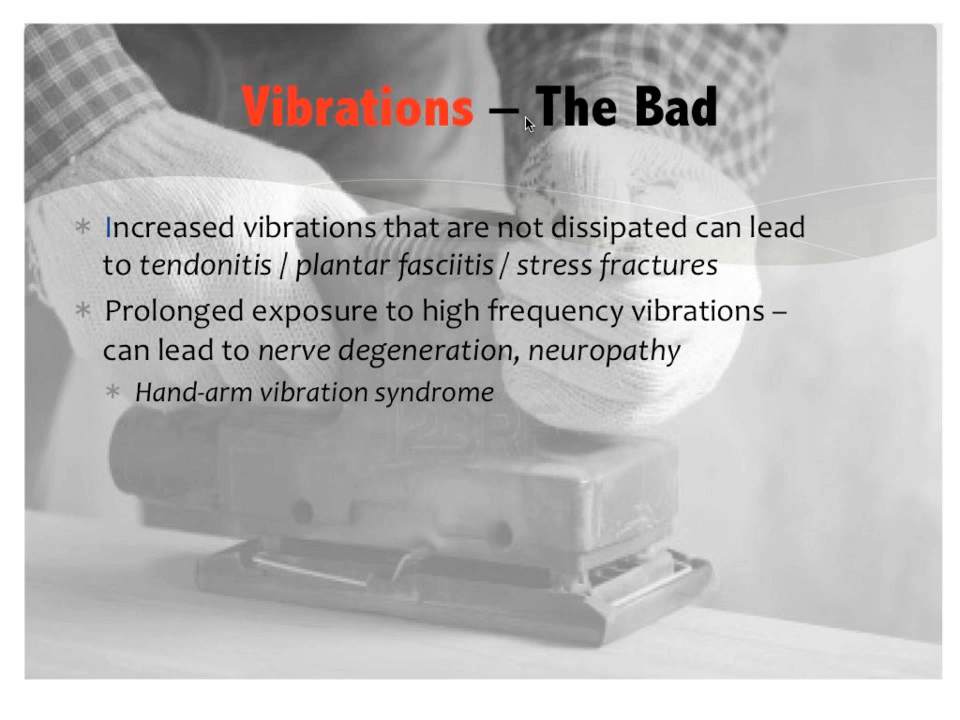 Vibrations – The Bad
* Increased vibrations that are not dissipated can lead
to tendonitis / plantar fasciitis / stress fractures
* Prolonged exposure to high frequency vibrations –
can lead to nerve degeneration, neuropathy
* Hand-arm vibration syndrome